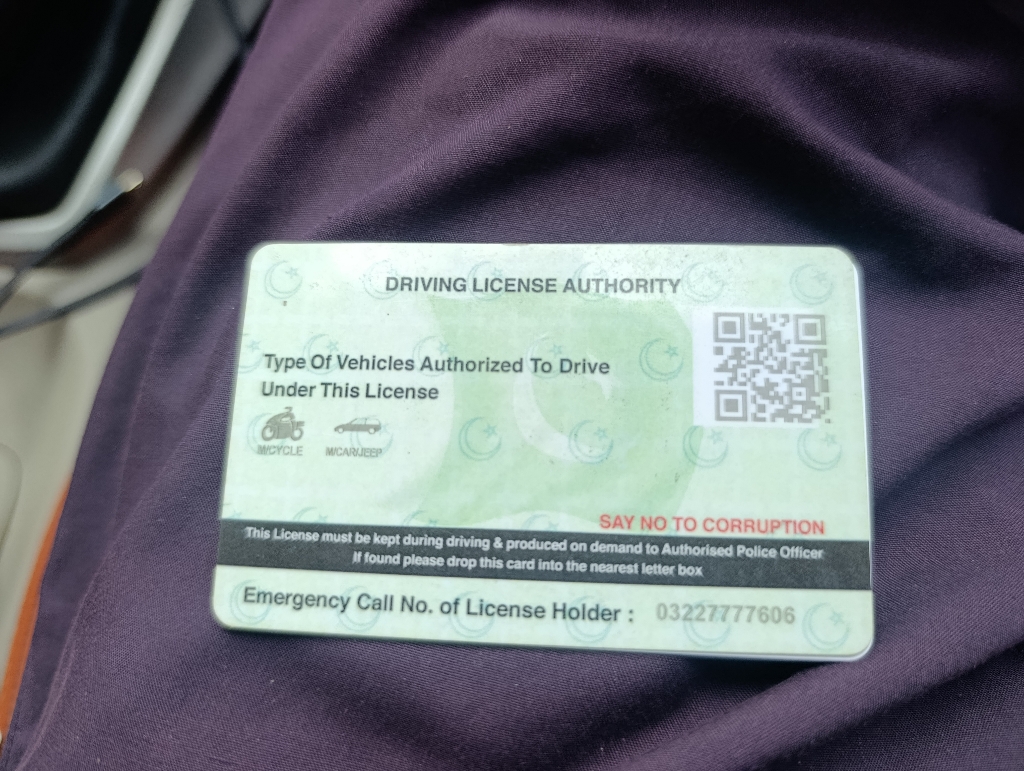 DRIVING LICENSE AUTHORITY
Type Of Vehicles Authorized To Drive
Under This License
M/CYCLE M/CAR/JEEP
SAY NO TO CORRUPTION
This License must be kept during driving & produced on demand to Authorised Police Officer
If found please drop this card into the nearest letter box
Emergency Call No. of License Holder : 03227777606